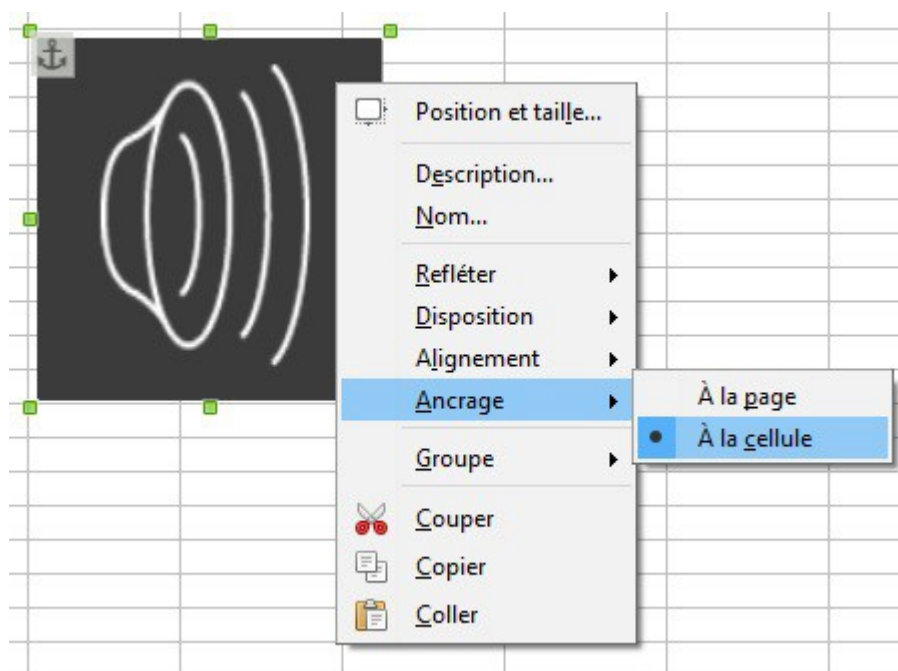 Position et taille...
Description...
Nom...
Refléter
Disposition
Alignement
Ancrage
À la page
À la cellule
Groupe
Couper
Copier
Coller